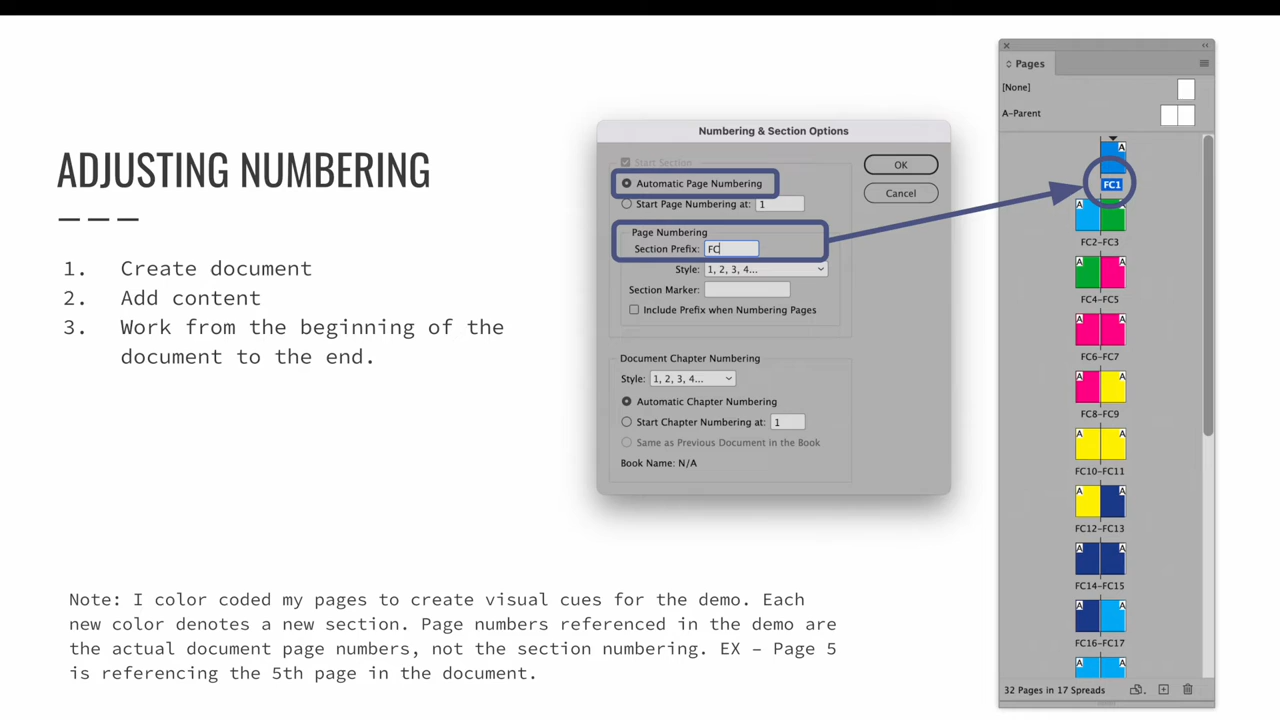 ADJUSTING NUMBERING
1. Create document
2. Add content
3. Work from the beginning of the
document to the end.
Numbering & Section Options
Start Section
Automatic Page Numbering
Start Page Numbering at: 1
Page Numbering
Section Prefix: FC
Style: 1, 2, 3, 4...
Section Marker:
Include Prefix when Numbering Pages
Document Chapter Numbering
Style: 1, 2, 3, 4...
Automatic Chapter Numbering
Start Chapter Numbering at: 1
Same as Previous Document in the Book
Book Name: N/A
OK
Cancel
Pages
[None]
A-Parent
A
FC1
A A
FC2-FC3
A A
FC4-FC5
A A
FC6-FC7
A A
FC8-FC9
A A
FC10-FC11
A A
FC12-FC13
A A
FC14-FC15
A A
FC16-FC17
A A
32 Pages in 17 Spreads
Note: I color coded my pages to create visual cues for the demo. Each
new color denotes a new section. Page numbers referenced in the demo are
the actual document page numbers, not the section numbering. EX – Page 5
is referencing the 5th page in the document.